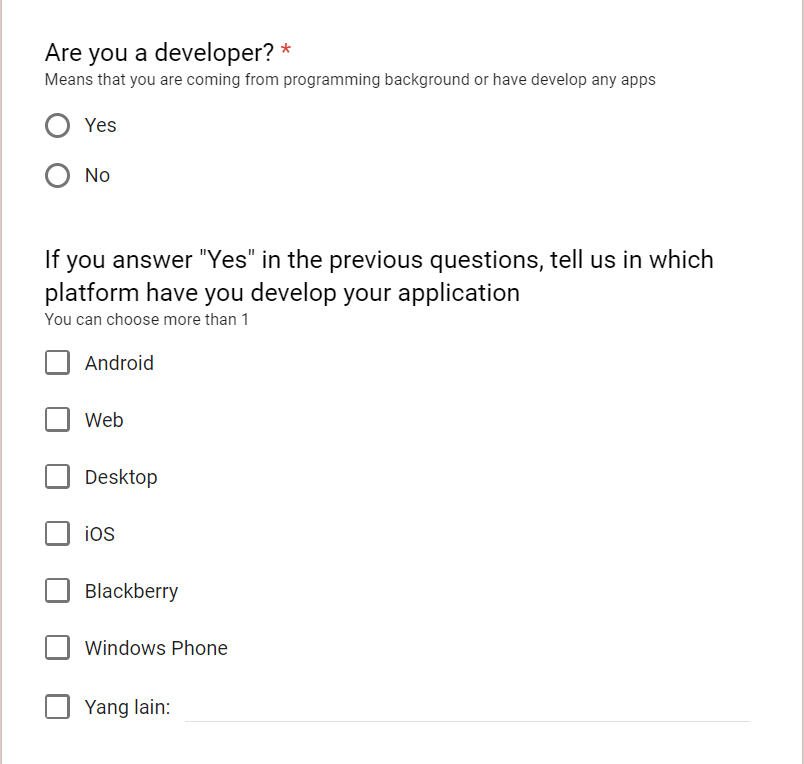 Are you a developer? *
Means that you are coming from programming background or have develop any apps
Yes
No
If you answer "Yes" in the previous questions, tell us in which
platform have you develop your application
You can choose more than 1
Android
Web
Desktop
iOS
Blackberry
Windows Phone
Yang lain: